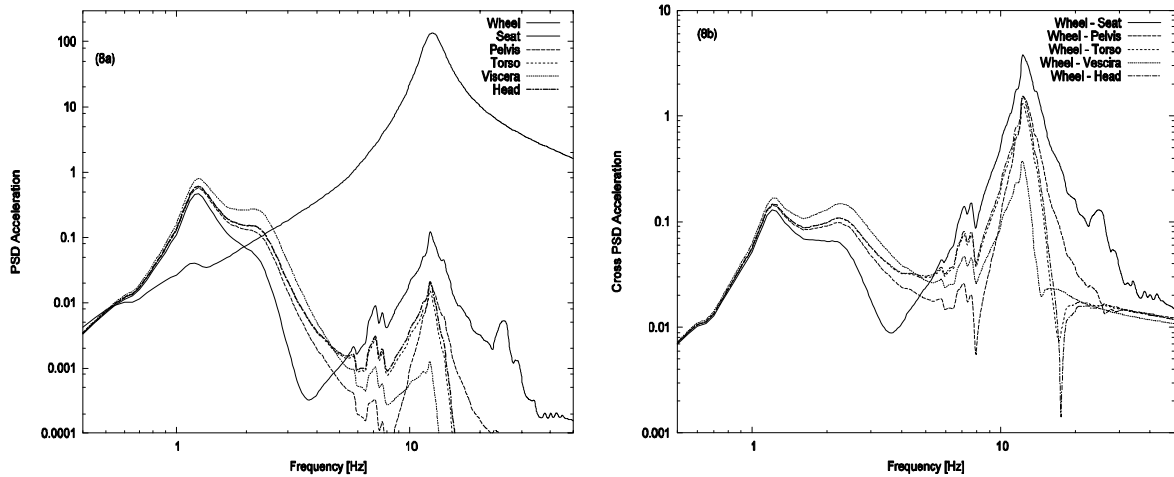 (8a)
Wheel
Seat
Pelvis
Torso
Viscera
Head
100
10
1
0.1
0.01
0.001
0.0001
PSD Acceleration
1
10
Frequency [Hz]
(8b)
Wheel - Seat
Wheel - Pelvis
Wheel - Torso
Wheel - Vescira
Wheel - Head
10
1
0.1
0.01
0.001
Cross PSD Acceleration
1
10
Frequency [Hz]